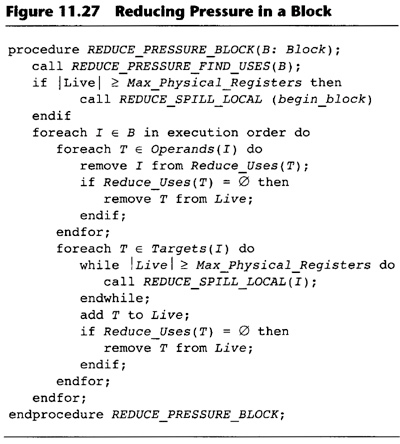 Figure 11.27 Reducing Pressure in a Block
procedure REDUCE_PRESSURE_BLOCK(B: Block);
call REDUCE_PRESSURE_FIND_USES(B);
if |Live| ≥ Max_Physical_Registers then
call REDUCE_SPILL_LOCAL (begin_block)
endif
foreach I ∈ B in execution order do
foreach T ∈ Operands(I) do
remove I from Reduce_Uses(T);
if Reduce_Uses(T) = ∅ then
remove T from Live;
endif;
endfor;
foreach T ∈ Targets(I) do
while |Live| ≥ Max_Physical_Registers do
call REDUCE_SPILL_LOCAL(I);
endwhile;
add T to Live;
if Reduce_Uses(T) = ∅ then
remove T from Live;
endif;
endfor;
endfor;
endprocedure REDUCE_PRESSURE_BLOCK;